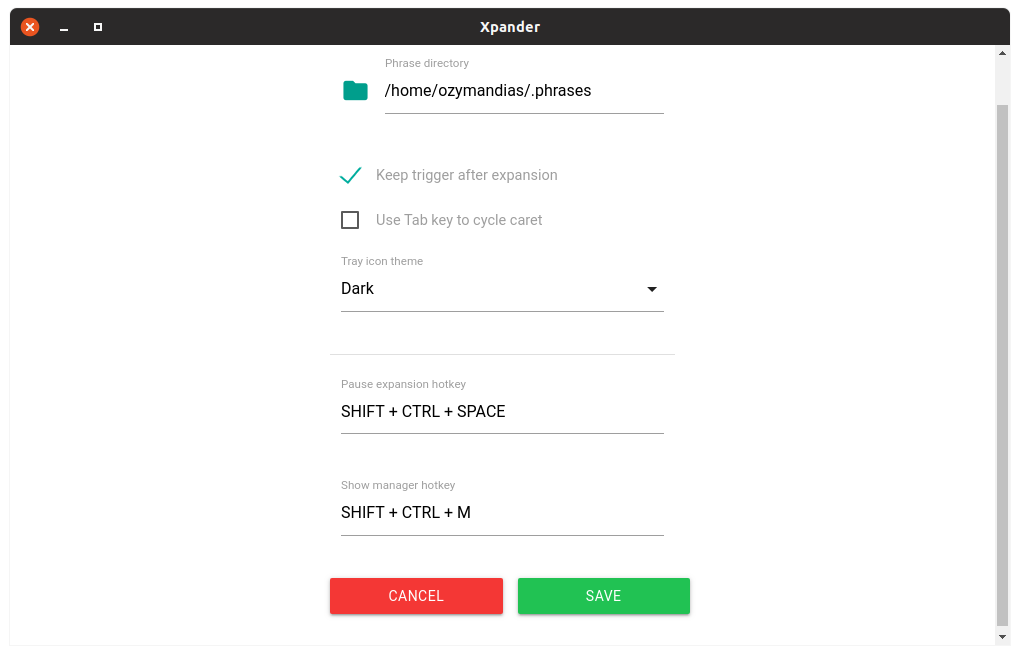 Xpander
Phrase directory
/home/ozymandias/.phrases
Keep trigger after expansion
Use Tab key to cycle caret
Tray icon theme
Dark
Pause expansion hotkey
SHIFT + CTRL + SPACE
Show manager hotkey
SHIFT + CTRL + M
CANCEL SAVE